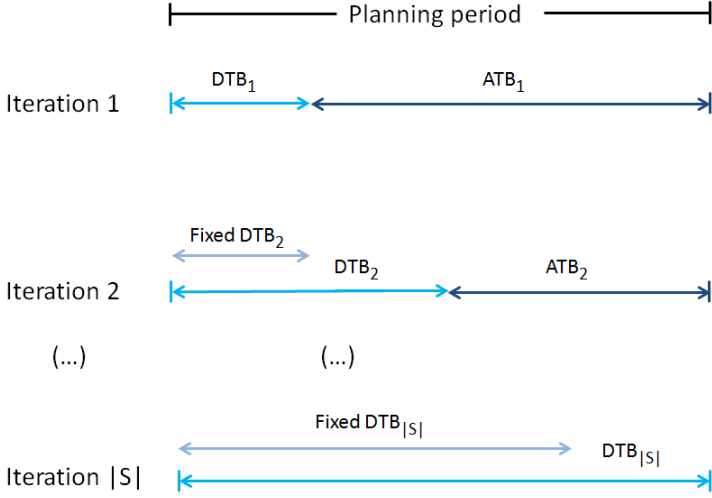 Planning period
DTB₁ ATB₁
Iteration 1
Fixed DTB₂
DTB₂ ATB₂
Iteration 2
(...) (...)
Fixed DTB|S|
DTB|S|
Iteration |S|